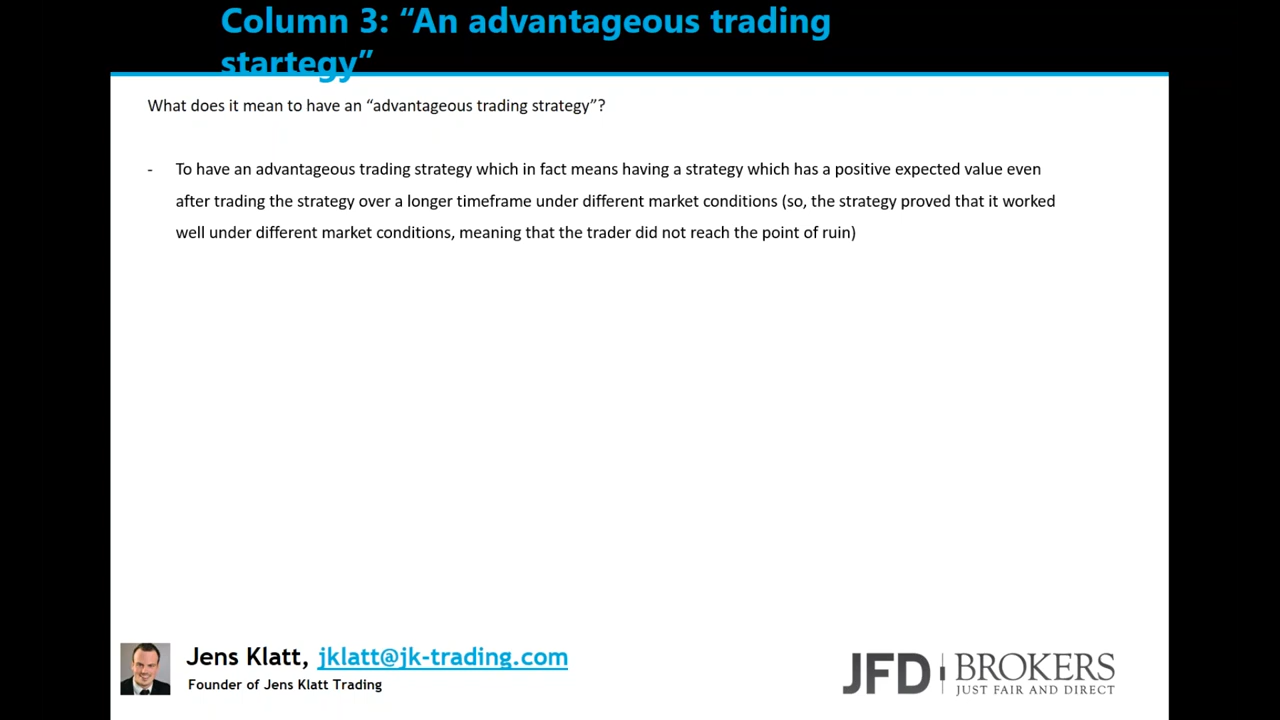 Column 3: “An advantageous trading
startegy”
What does it mean to have an “advantageous trading strategy”?
- To have an advantageous trading strategy which in fact means having a strategy which has a positive expected value even
after trading the strategy over a longer timeframe under different market conditions (so, the strategy proved that it worked
well under different market conditions, meaning that the trader did not reach the point of ruin)
Jens Klatt, jklatt@jk-trading.com
Founder of Jens Klatt Trading
JFD BROKERS
JUST FAIR AND DIRECT